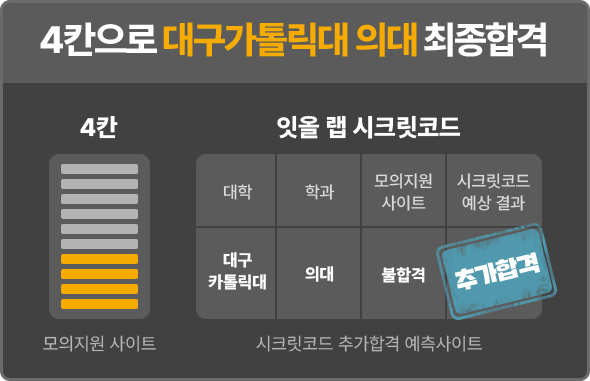 4칸으로 대구가톨릭대 의대 최종합격
4칸
잇올 랩 시크릿코드
대학
학과
모의지원
사이트
시크릿코드
예상 결과
대구
카톨릭대
의대
불합격
추가합격
모의지원 사이트
시크릿코드 추가합격 예측사이트